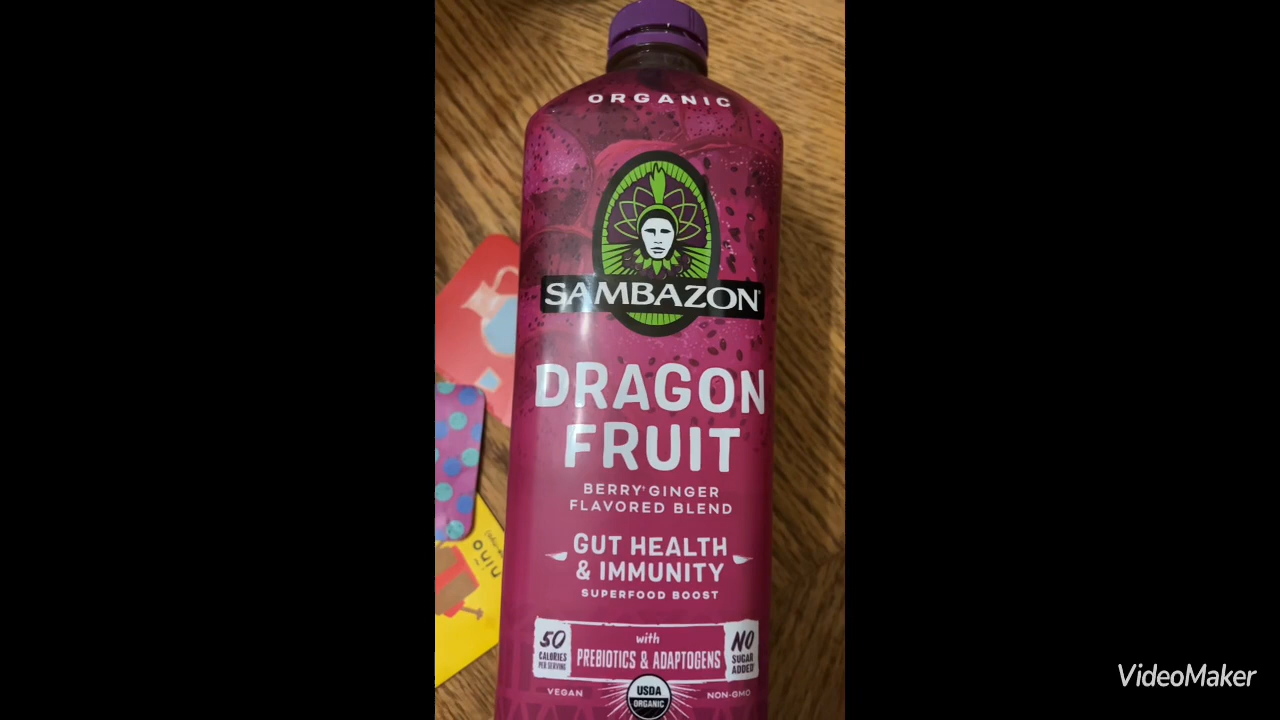 ORGANIC
SAMBAZON®
DRAGON
FRUIT
BERRY GINGER
FLAVORED BLEND
GUT HEALTH
& IMMUNITY
SUPERFOOD BOOST
50
CALORIES
PER SERVING
with
PREBIOTICS & ADAPTOGENS
NO
SUGAR
ADDED
VEGAN
USDA
ORGANIC
NON-GMO
VideoMaker